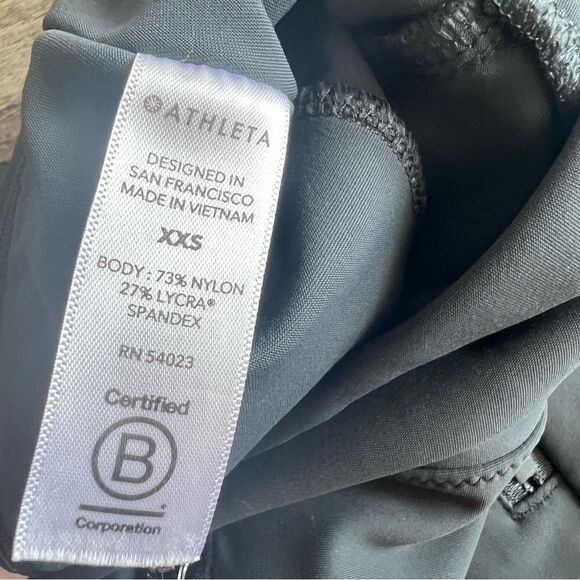 ATHLETA
DESIGNED IN
SAN FRANCISCO
MADE IN VIETNAM
XXS
BODY : 73% NYLON
27% LYCRA®
SPANDEX
RN 54023
Certified
B
Corporation